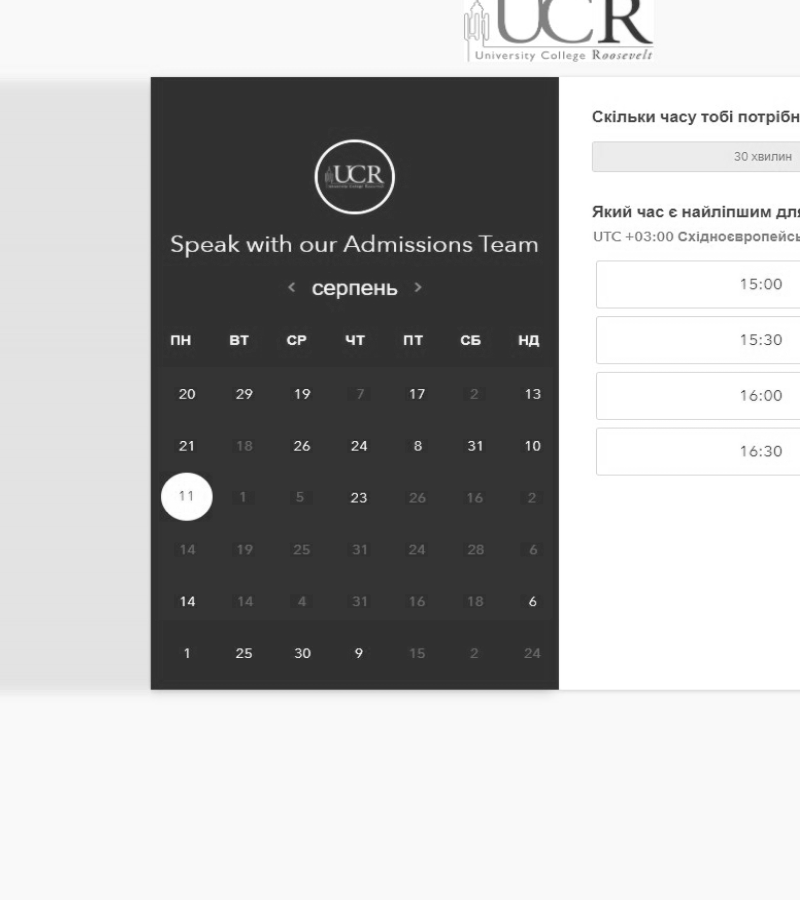 UCR
University College Roosevelt
Скільки часу тобі потрібн
30 хвилин
UCR
Speak with our Admissions Team
Який час є найліпшим для
UTC +03:00 Східноєвропейсь
< серпень >
15:00
ПН ВТ СР ЧТ ПТ СБ НД
15:30
20 29 19 7 17 2 13
16:00
21 18 26 24 8 31 10
16:30
11 1 5 23 26 16 2
14 19 25 31 24 28 6
14 14 4 31 16 18 6
1 25 30 9 15 2 24